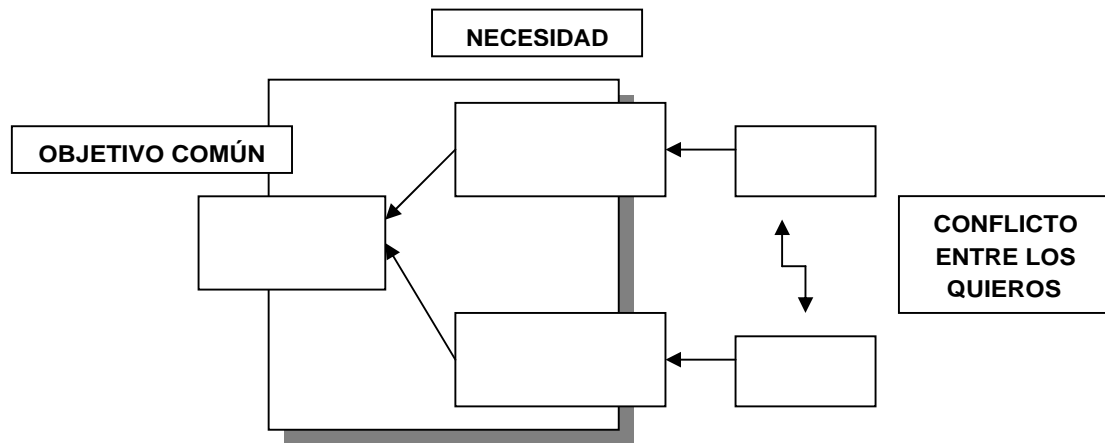 NECESIDAD
OBJETIVO COMÚN
CONFLICTO
ENTRE LOS
QUIEROS